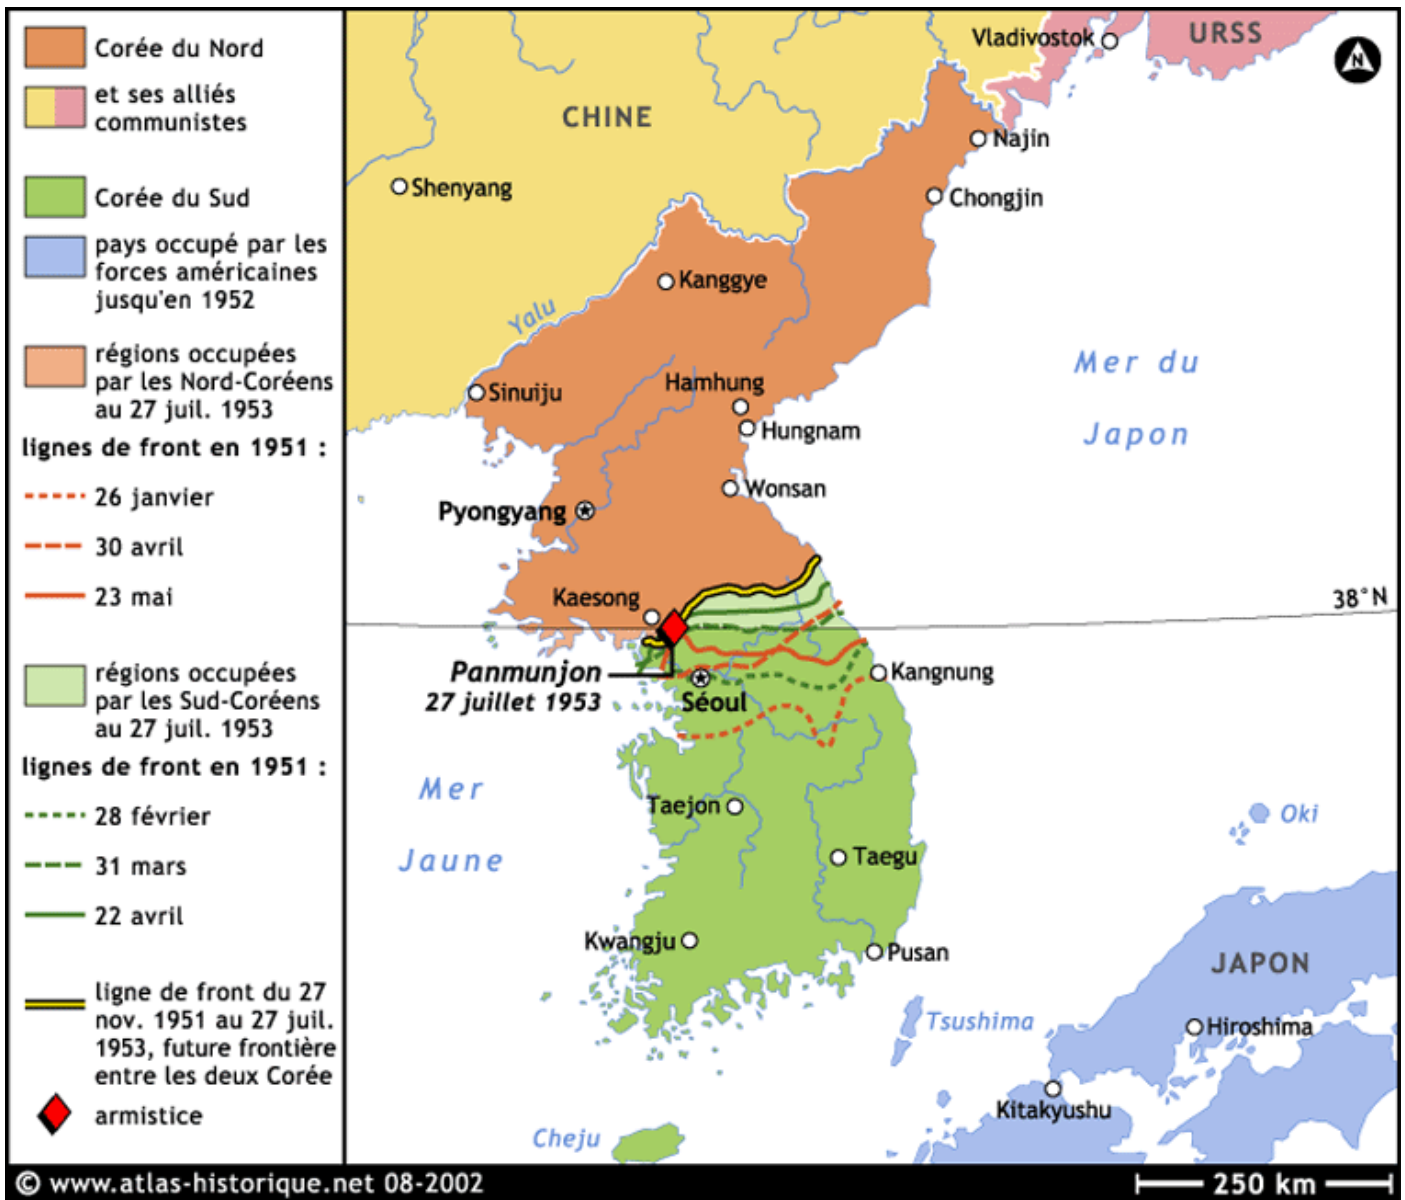 Corée du Nord
et ses alliés
communistes
Corée du Sud
pays occupé par les
forces américaines
jusqu'en 1952
régions occupées
par les Nord-Coréens
au 27 juil. 1953
lignes de front en 1951 :
26 janvier
30 avril
23 mai
régions occupées
par les Sud-Coréens
au 27 juil. 1953
lignes de front en 1951 :
28 février
31 mars
22 avril
ligne de front du 27
nov. 1951 au 27 juil.
1953, future frontière
entre les deux Corée
armistice
Vladivostok
URSS
N
CHINE
Najin
Shenyang
Chongjin
Kanggye
Yalu
Mer du
Japon
Sinuiju
Hamhung
Hungnam
Wonsan
Pyongyang
Kaesong
38°N
Panmunjon
27 juillet 1953
Kangnung
Séoul
Mer
Jaune
Taejon
Oki
Taegu
Kwangju
Pusan
JAPON
Tsushima
Hiroshima
Kitakyushu
Cheju
© www.atlas-historique.net 08-2002
250 km